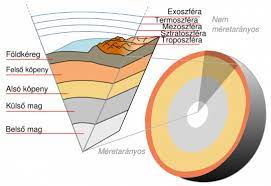 Exoszféra
Termoszféra
Mezoszféra
Sztratoszféra
Troposzféra
Nem
méretarányos
Földkéreg
Felső köpeny
Alsó köpeny
Külső mag
Belső mag
Méretarányos